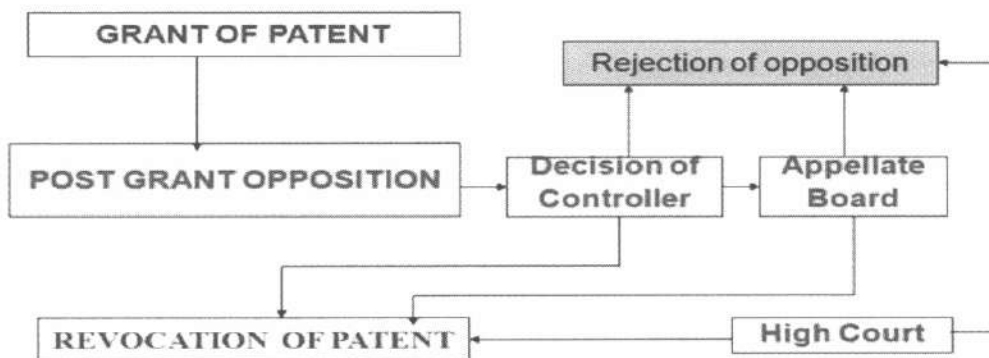 GRANT OF PATENT
Rejection of opposition
POST GRANT OPPOSITION
Decision of
Controller
Appellate
Board
REVOCATION OF PATENT
High Court